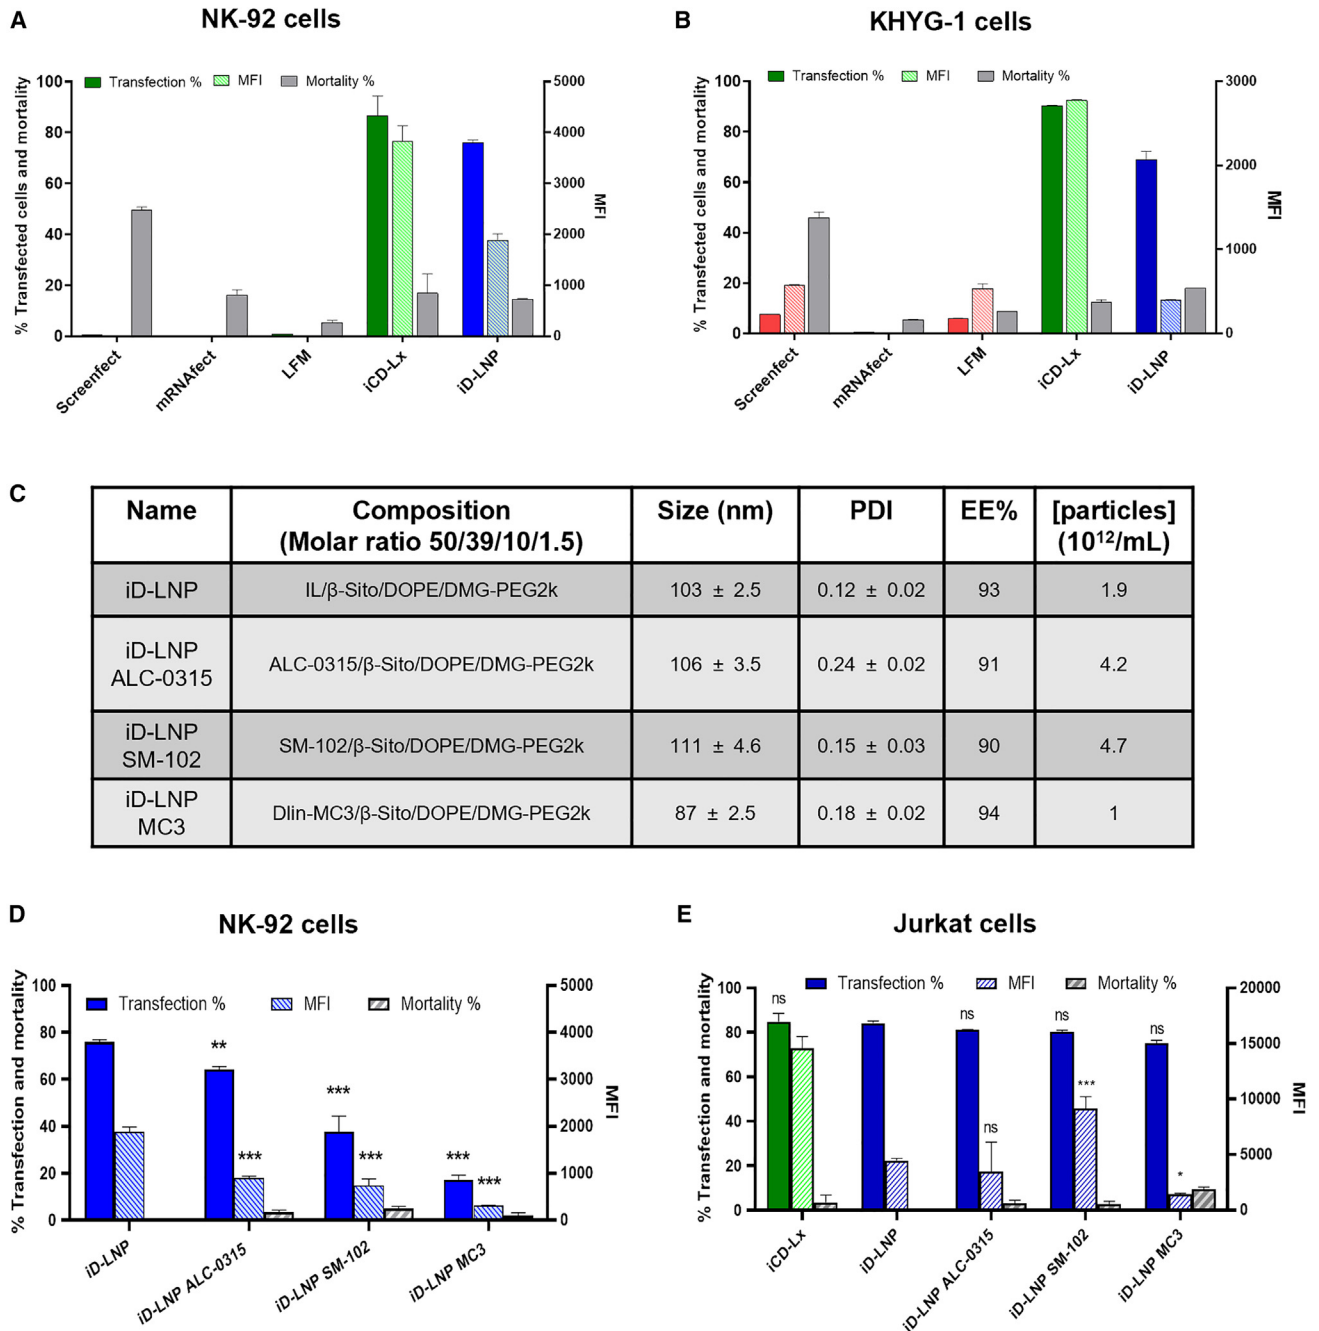 A
NK-92 cells
Transfection %
MFI
Mortality %
% Transfected cells and mortality
100
80
60
40
20
0
5000
4000
3000
2000
1000
0
MFI
Screenfect
mRNAfect
LFM
iCD-Lx
iD-LNP
B
KHYG-1 cells
Transfection %
MFI
Mortality %
% Transfected cells and mortality
100
80
60
40
20
0
3000
2000
1000
0
MFI
Screenfect
mRNAfect
LFM
iCD-Lx
iD-LNP
C
Name Composition Size (nm) PDI EE% [particles]
(Molar ratio 50/39/10/1.5) (10¹²/mL)
iD-LNP IL/β-Sito/DOPE/DMG-PEG2k 103 ± 2.5 0.12 ± 0.02 93 1.9
iD-LNP
ALC-0315 ALC-0315/β-Sito/DOPE/DMG-PEG2k 106 ± 3.5 0.24 ± 0.02 91 4.2
iD-LNP
SM-102 SM-102/β-Sito/DOPE/DMG-PEG2k 111 ± 4.6 0.15 ± 0.03 90 4.7
iD-LNP
MC3 Dlin-MC3/β-Sito/DOPE/DMG-PEG2k 87 ± 2.5 0.18 ± 0.02 94 1
D
NK-92 cells
Transfection %
MFI
Mortality %
% Transfection and mortality
100
80
60
40
20
0
**
***
***
***
***
***
5000
4000
3000
2000
1000
0
MFI
iD-LNP
iD-LNP ALC-0315
iD-LNP SM-102
iD-LNP MC3
E
Jurkat cells
Transfection %
MFI
Mortality %
% Transfection and mortality
100
80
60
40
20
0
ns
ns
ns
ns
***
ns
*
20000
15000
10000
5000
0
MFI
iCD-Lx
iD-LNP
iD-LNP ALC-0315
iD-LNP SM-102
iD-LNP MC3